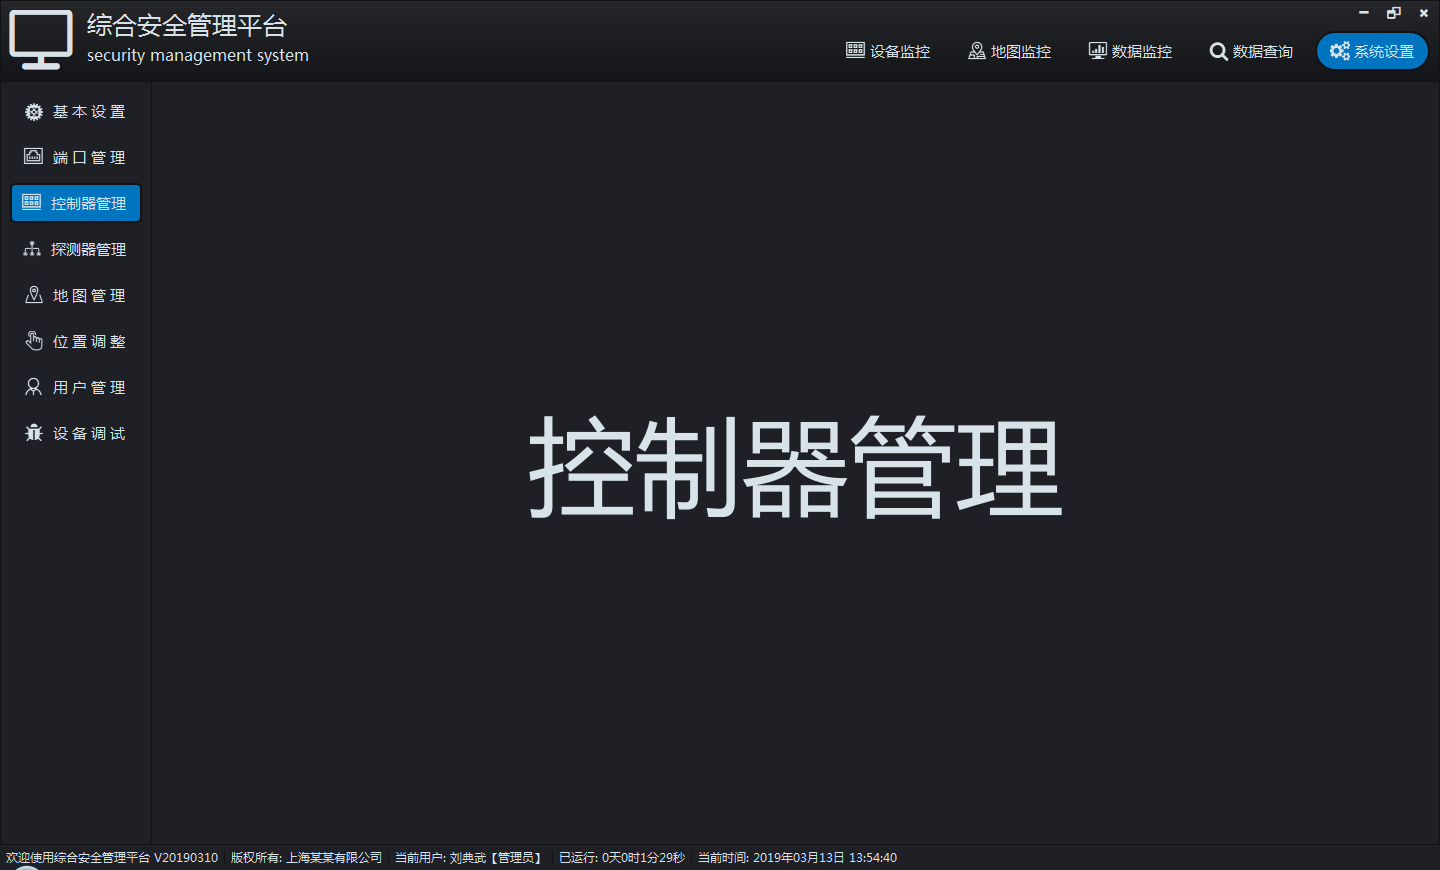 综合安全管理平台
security management system
设备监控 地图监控 数据监控 数据查询 系统设置
基本设置
端口管理
控制器管理
探测器管理
地图管理
位置调整
用户管理
设备调试
控制器管理
欢迎使用综合安全管理平台 V20190310 版权所有: 上海某某有限公司 当前用户: 刘典武【管理员】 已运行: 0天0时1分29秒 当前时间: 2019年03月13日 13:54:40